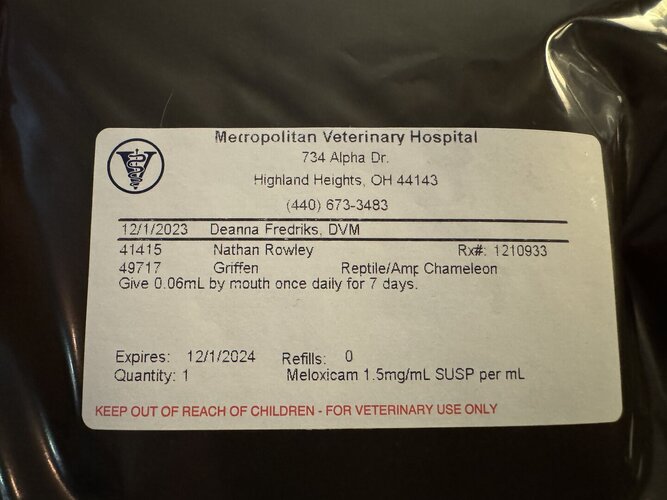 Metropolitan Veterinary Hospital
734 Alpha Dr.
Highland Heights, OH 44143
(440) 673-3483
12/1/2023 Deanna Fredriks, DVM
41415 Nathan Rowley Rx#: 1210933
49717 Griffen Reptile/Amp Chameleon
Give 0.06mL by mouth once daily for 7 days.
Expires: 12/1/2024 Refills: 0
Quantity: 1 Meloxicam 1.5mg/mL SUSP per mL
KEEP OUT OF REACH OF CHILDREN - FOR VETERINARY USE ONLY